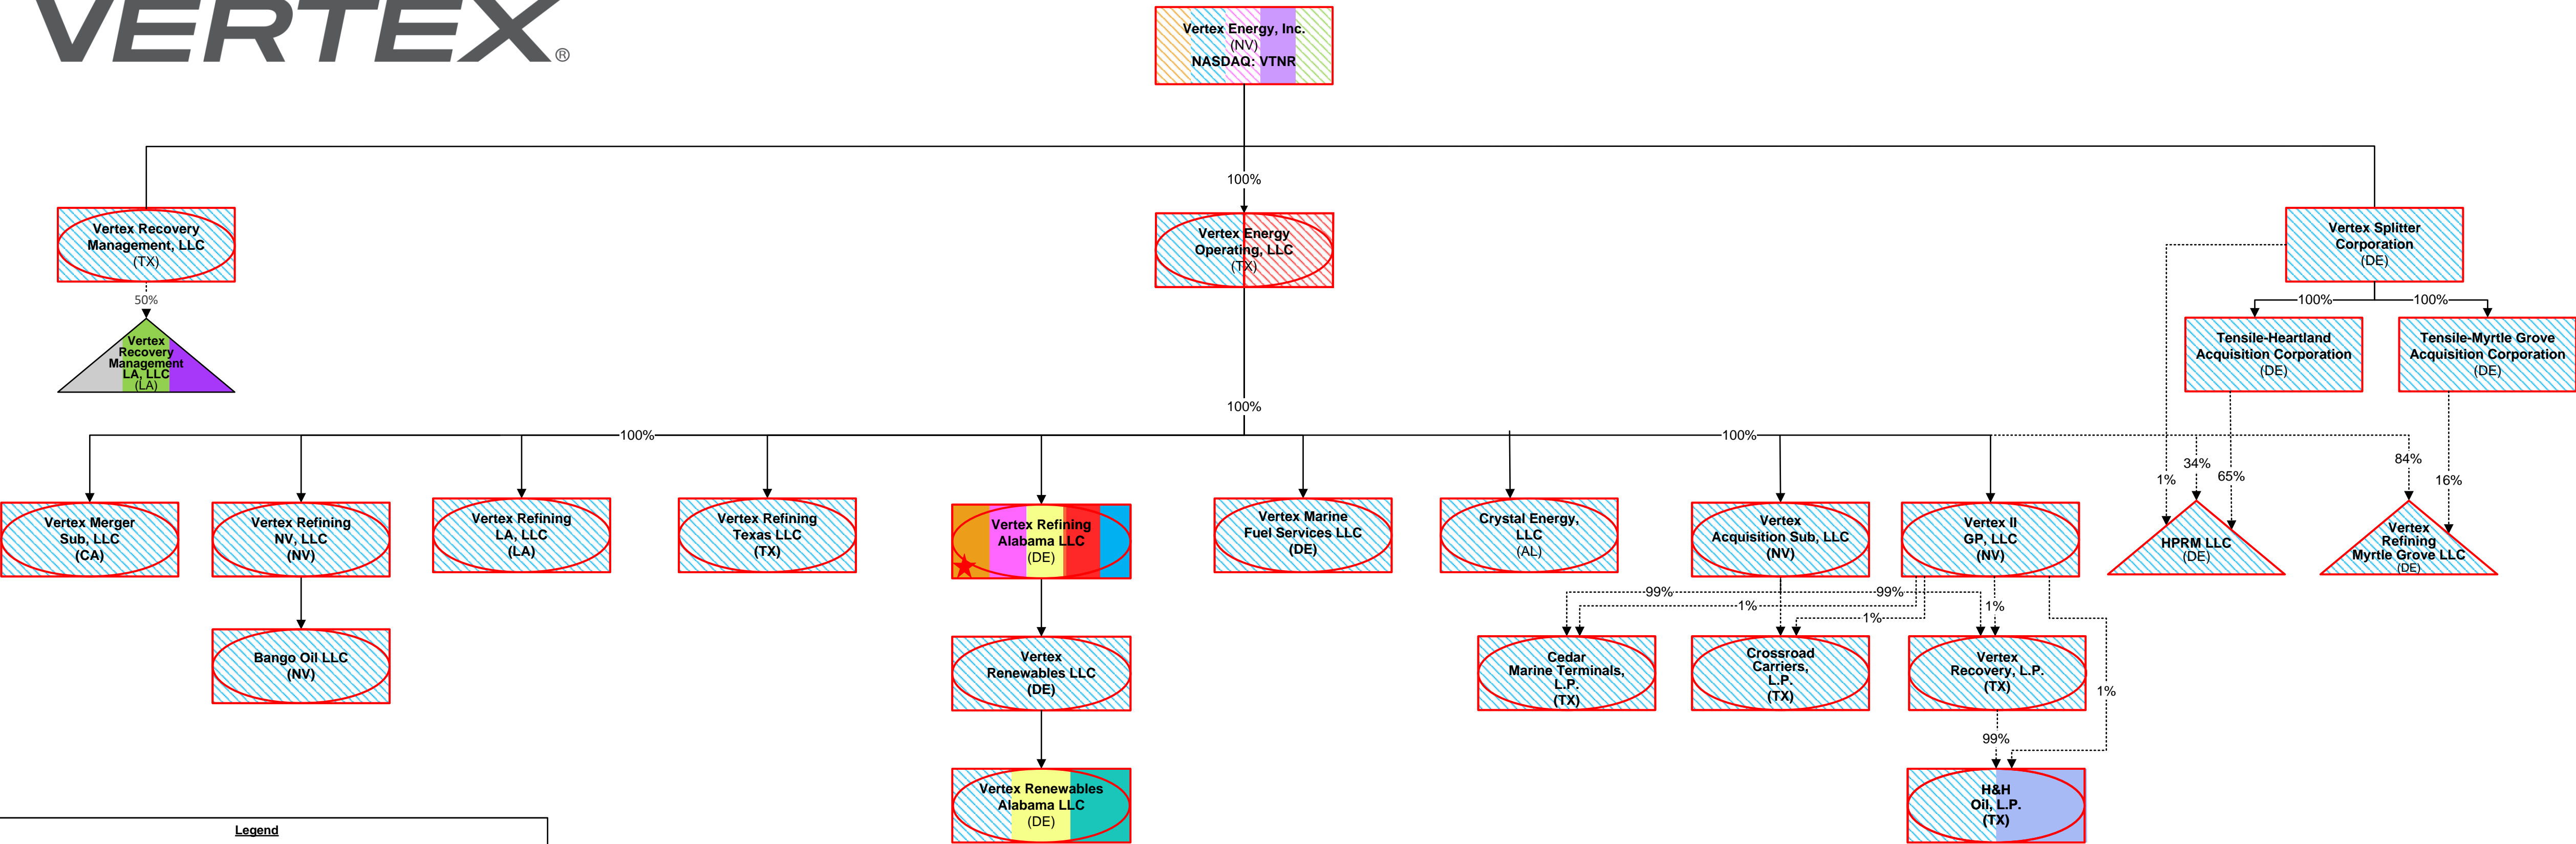 VERTEX®
Vertex Energy, Inc.
(NV)
NASDAQ: VTNR
100%
Vertex Recovery
Management, LLC
(TX)
Vertex Energy
Operating, LLC
(TX)
Vertex Splitter
Corporation
(DE)
50%
100%
100%
Vertex
Recovery
Management
LA, LLC
(LA)
Tensile-Heartland
Acquisition Corporation
(DE)
Tensile-Myrtle Grove
Acquisition Corporation
(DE)
100%
100%
100%
1%
34%
65%
84%
16%
Vertex Merger
Sub, LLC
(CA)
Vertex Refining
NV, LLC
(NV)
Vertex Refining
LA, LLC
(LA)
Vertex Refining
Texas LLC
(TX)
Vertex Refining
Alabama LLC
(DE)
Vertex Marine
Fuel Services LLC
(DE)
Crystal Energy,
LLC
(AL)
Vertex
Acquisition Sub, LLC
(NV)
Vertex II
GP, LLC
(NV)
HPRM LLC
(DE)
Vertex
Refining
Myrtle Grove LLC
(DE)
99%
99%
1%
1%
1%
Bango Oil LLC
(NV)
Vertex
Renewables LLC
(DE)
Cedar
Marine Terminals,
L.P.
(TX)
Crossroad
Carriers,
L.P.
(TX)
Vertex
Recovery, L.P.
(TX)
1%
99%
Vertex Renewables
Alabama LLC
(DE)
H&H
Oil, L.P.
(TX)
Legend